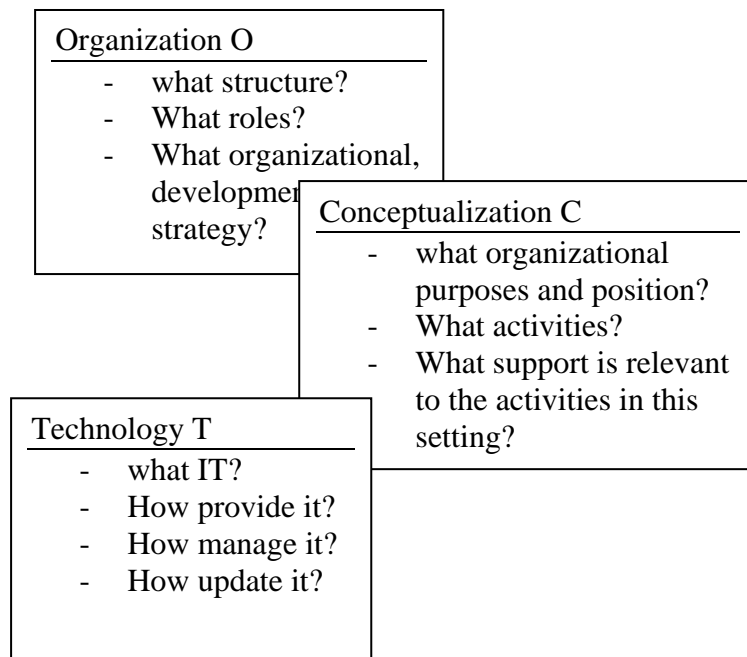 Organization O
- what structure?
- What roles?
- What organizational,
strategy?
Conceptualization C
- what organizational
purposes and position?
- What activities?
- What support is relevant
to the activities in this
setting?
Technology T
- what IT?
- How provide it?
- How manage it?
- How update it?